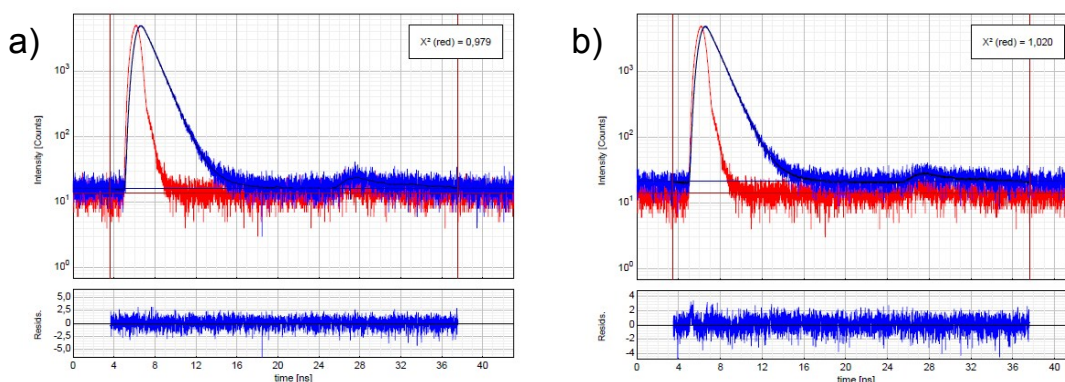 a)
X² (red) = 0,979
Intensity [Counts]
10³
10²
10¹
10⁰
Resids.
5,0
2,5
0
-2,5
-5,0
0 4 8 12 16 20 24 28 32 36 40
time [ns]
b)
X² (red) = 1,020
Intensity [Counts]
10³
10²
10¹
10⁰
Resids.
4
2
0
-2
-4
0 4 8 12 16 20 24 28 32 36 40
time [ns]